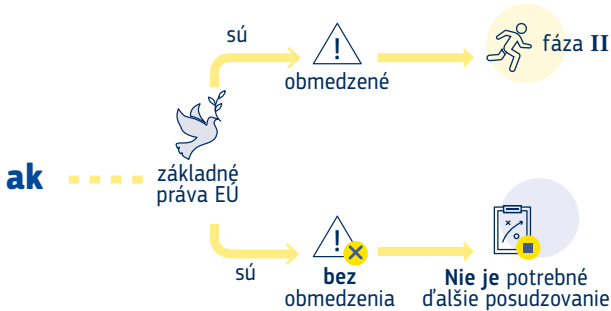 sú
obmedzené
fáza II
ak
základné
práva EÚ
sú
bez
obmedzenia
Nie je potrebné
ďalšie posudzovanie